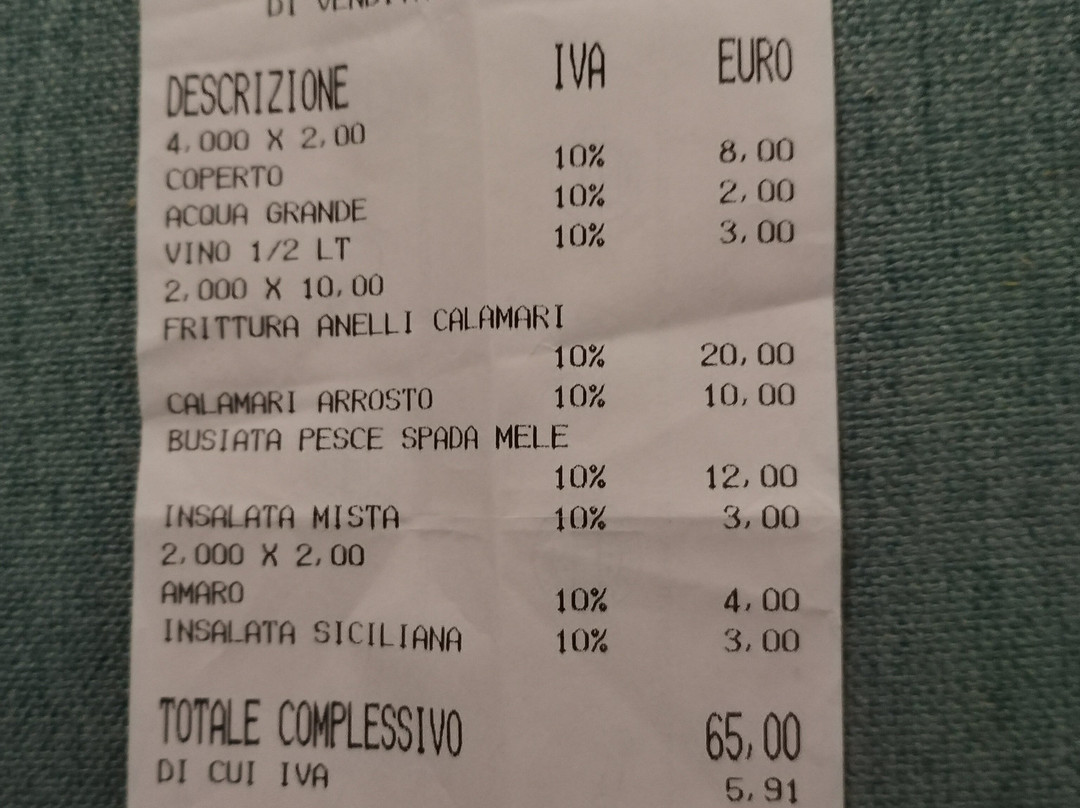 DI VENDITA
DESCRIZIONE IVA EURO
4,000 X 2,00
COPERTO 10% 8,00
ACQUA GRANDE 10% 2,00
VINO 1/2 LT 10% 3,00
2,000 X 10,00
FRITTURA ANELLI CALAMARI
10% 20,00
CALAMARI ARROSTO 10% 10,00
BUSIATA PESCE SPADA MELE
10% 12,00
INSALATA MISTA 10% 3,00
2,000 X 2,00
AMARO 10% 4,00
INSALATA SICILIANA 10% 3,00
TOTALE COMPLESSIVO 65,00
DI CUI IVA 5,91